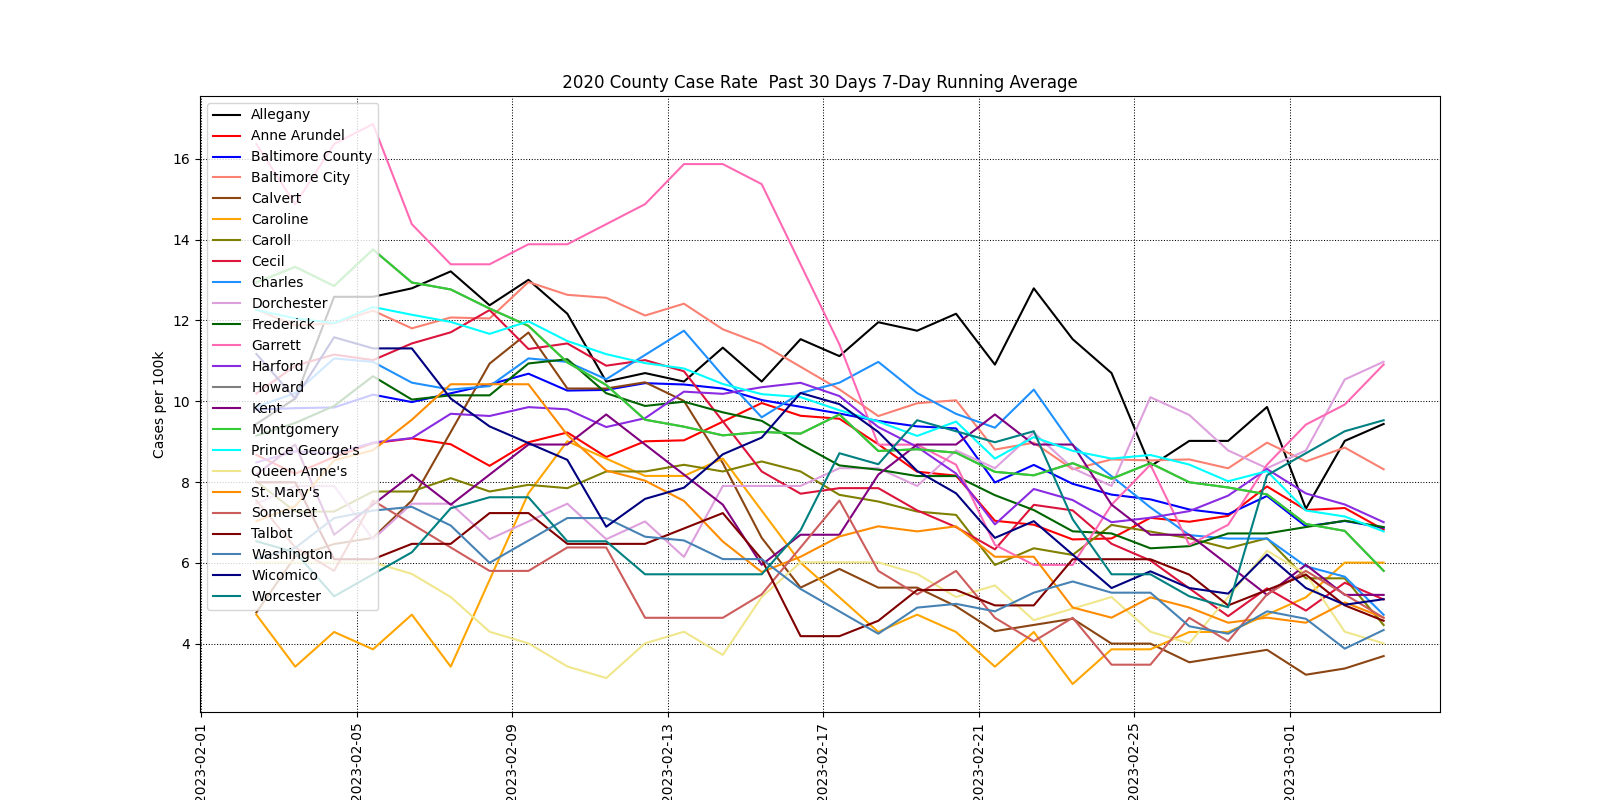 2020 County Case Rate  Past 30 Days 7-Day Running Average
Cases per 100k
16
14
12
10
8
6
4
Allegany
Anne Arundel
Baltimore County
Baltimore City
Calvert
Caroline
Caroll
Cecil
Charles
Dorchester
Frederick
Garrett
Harford
Howard
Kent
Montgomery
Prince George's
Queen Anne's
St. Mary's
Somerset
Talbot
Washington
Wicomico
Worcester
2023-02-01
2023-02-05
2023-02-09
2023-02-13
2023-02-17
2023-02-21
2023-02-25
2023-03-01